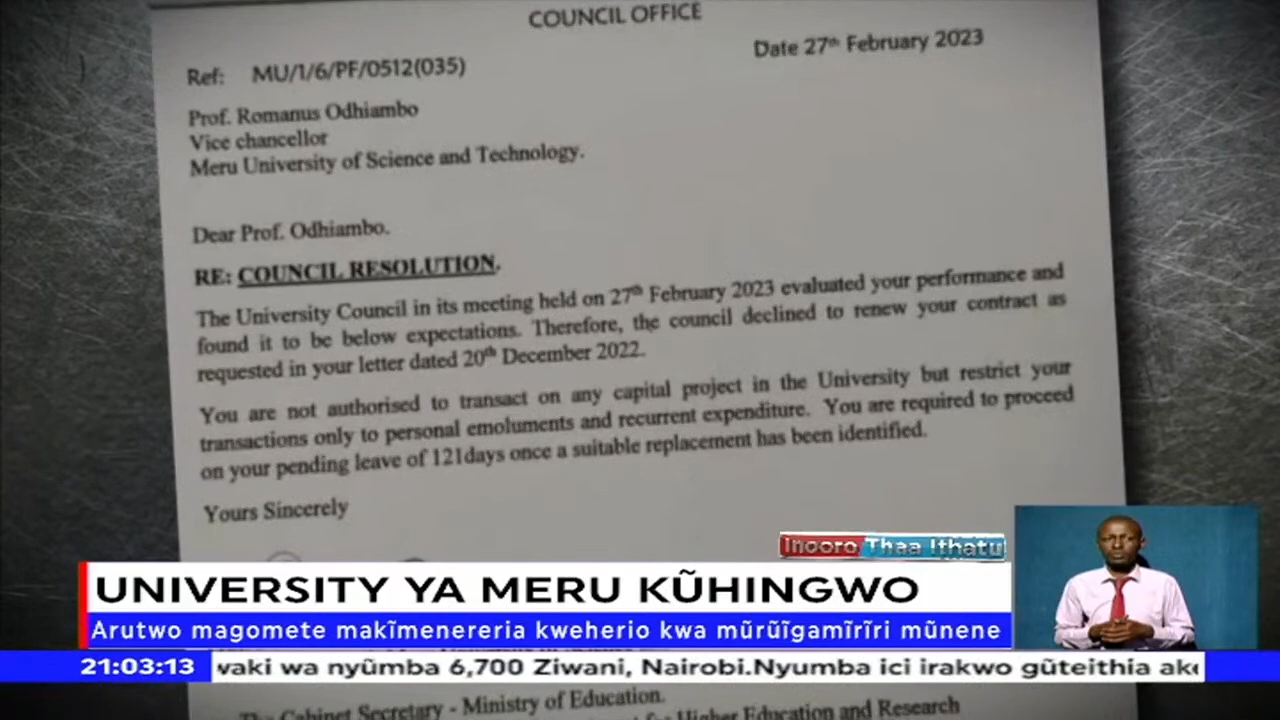 COUNCIL OFFICE
Ref: MU/1/6/PF/0512(035)
Date 27th February 2023
Prof. Romanus Odhiambo
Vice chancellor
Meru University of Science and Technology.
Dear Prof. Odhiambo.
RE: COUNCIL RESOLUTION.
The University Council in its meeting held on 27th February 2023 evaluated your performance and
found it to be below expectations. Therefore, the council declined to renew your contract as
requested in your letter dated 20th December 2022.
You are not authorised to transact on any capital project in the University but restrict your
transactions only to personal emoluments and recurrent expenditure. You are required to proceed
on your pending leave of 121days once a suitable replacement has been identified.
Yours Sincerely
Inooro Thaa Ithatu
UNIVERSITY YA MERU KŨHINGWO
Arutwo magomete makĩmenereria kweherio kwa mũrũĩgamĩrĩri mũnene
21:03:13 waki wa nyũmba 6,700 Ziwani, Nairobi.Nyumba ici irakwo gũteithia
The Cabinet Secretary - Ministry of Education.
Higher Education and Research